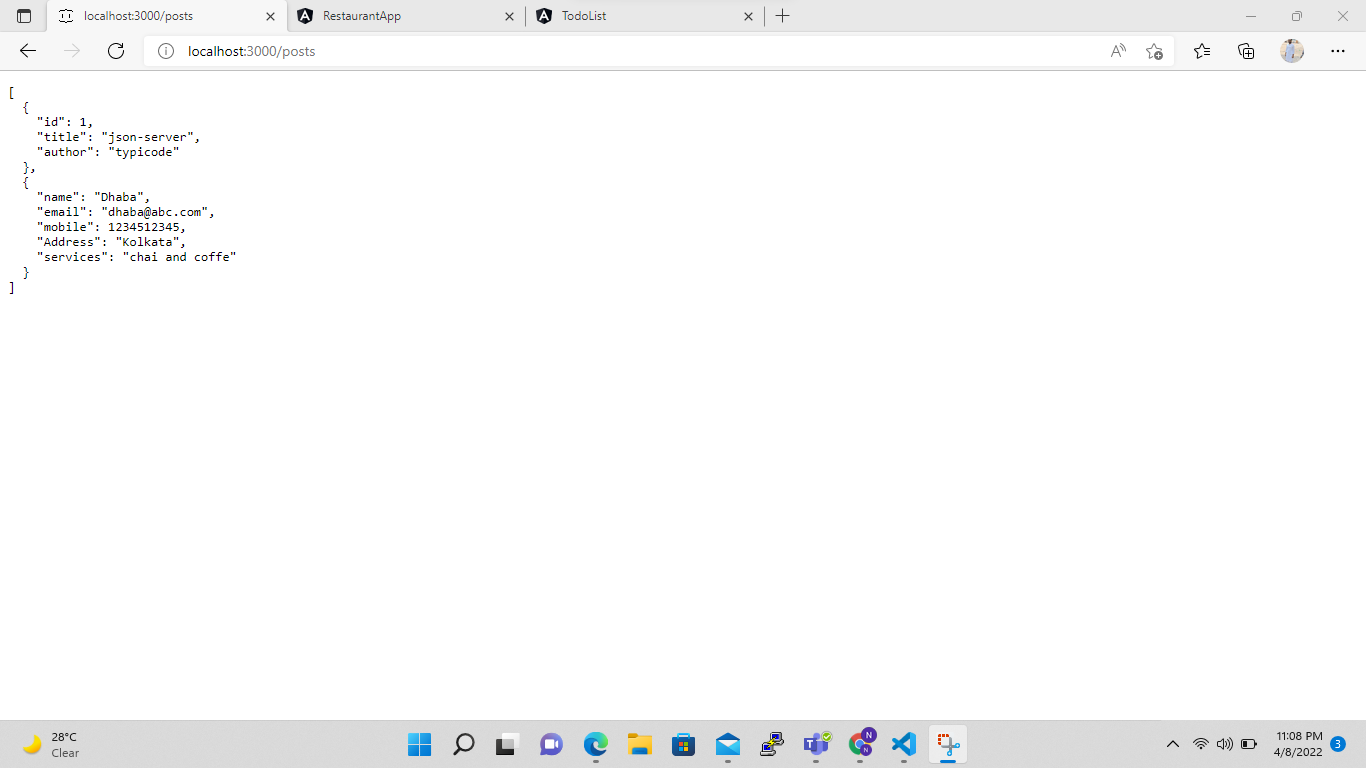 localhost:3000/posts
RestaurantApp
TodoList
localhost:3000/posts
[
  {
    "id": 1,
    "title": "json-server",
    "author": "typicode"
  },
  {
    "name": "Dhaba",
    "email": "dhaba@abc.com",
    "mobile": 1234512345,
    "Address": "Kolkata",
    "services": "chai and coffe"
  }
]
28°C
Clear
N
N
11:08 PM
4/8/2022
3